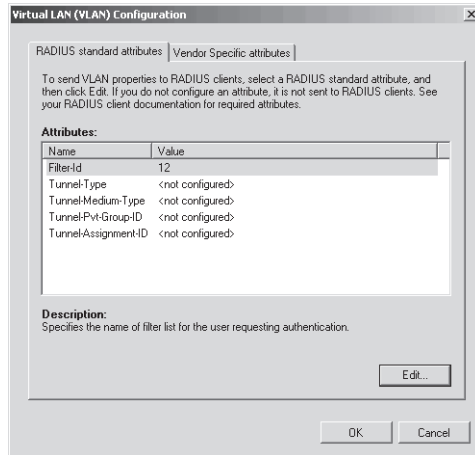 Virtual LAN (VLAN) Configuration
RADIUS standard attributes
Vendor Specific attributes
To send VLAN properties to RADIUS clients, select a RADIUS standard attribute, and
then click Edit. If you do not configure an attribute, it is not sent to RADIUS clients. See
your RADIUS client documentation for required attributes.
Attributes:
Name Value
Filter-Id 12
Tunnel-Type <not configured>
Tunnel-Medium-Type <not configured>
Tunnel-Pvt-Group-ID <not configured>
Tunnel-Assignment-ID <not configured>
Description:
Specifies the name of filter list for the user requesting authentication.
Edit...
OK Cancel